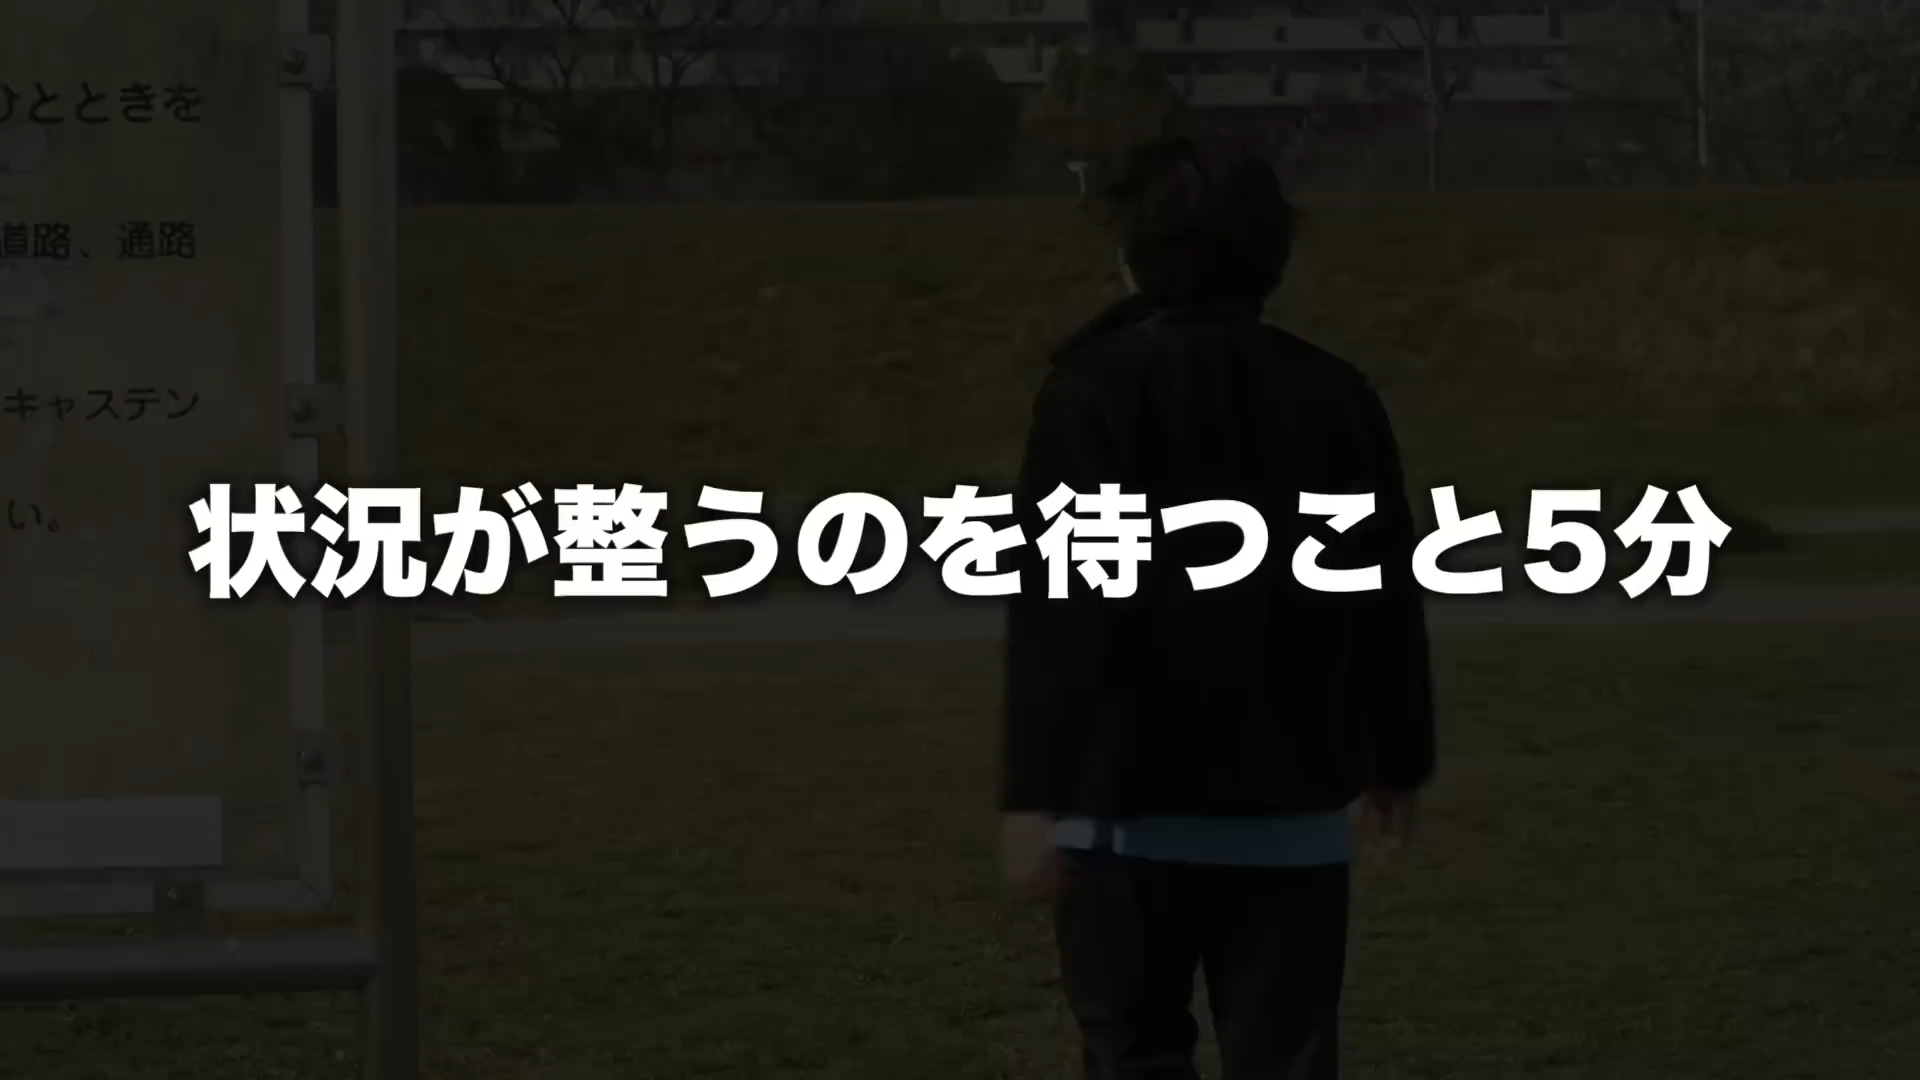 ひとときを
道路、通路
キャステン
い。
状況が整うのを待つこと5分